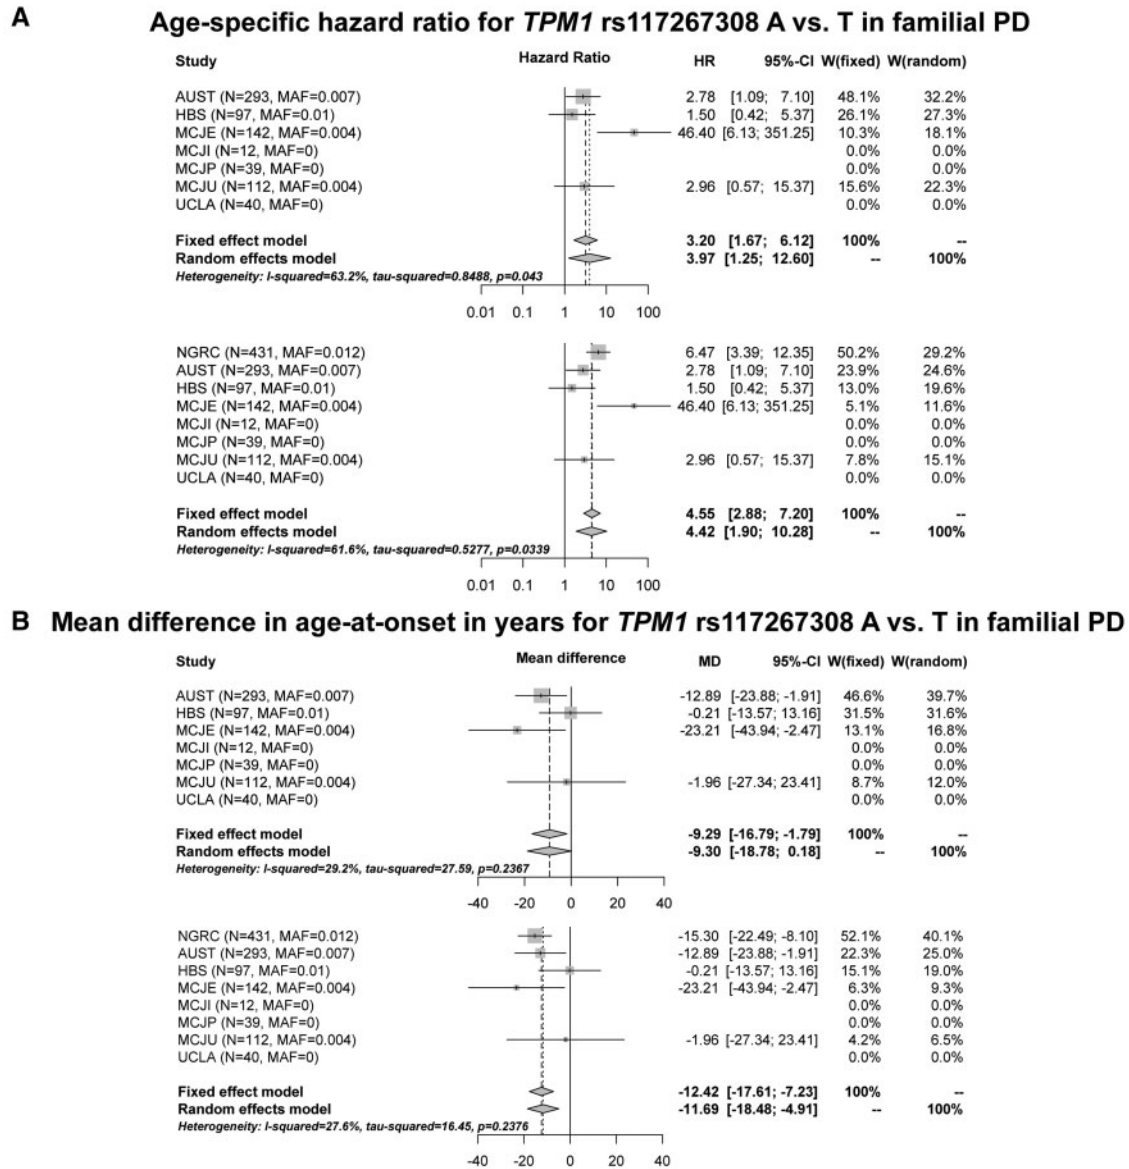 A
Age-specific hazard ratio for TPM1 rs117267308 A vs. T in familial PD
Study Hazard Ratio HR 95%-CI W(fixed) W(random)
AUST (N=293, MAF=0.007) 2.78 [1.09; 7.10] 48.1% 32.2%
HBS (N=97, MAF=0.01) 1.50 [0.42; 5.37] 26.1% 27.3%
MCJE (N=142, MAF=0.004) 46.40 [6.13; 351.25] 10.3% 18.1%
MCJI (N=12, MAF=0) 0.0% 0.0%
MCJP (N=39, MAF=0) 0.0% 0.0%
MCJU (N=112, MAF=0.004) 2.96 [0.57; 15.37] 15.6% 22.3%
UCLA (N=40, MAF=0) 0.0% 0.0%
Fixed effect model 3.20 [1.67; 6.12] 100% --
Random effects model 3.97 [1.25; 12.60] -- 100%
Heterogeneity: I-squared=63.2%, tau-squared=0.8488, p=0.043
0.01 0.1 1 10 100
NGRC (N=431, MAF=0.012) 6.47 [3.39; 12.35] 50.2% 29.2%
AUST (N=293, MAF=0.007) 2.78 [1.09; 7.10] 23.9% 24.6%
HBS (N=97, MAF=0.01) 1.50 [0.42; 5.37] 13.0% 19.6%
MCJE (N=142, MAF=0.004) 46.40 [6.13; 351.25] 5.1% 11.6%
MCJI (N=12, MAF=0) 0.0% 0.0%
MCJP (N=39, MAF=0) 0.0% 0.0%
MCJU (N=112, MAF=0.004) 2.96 [0.57; 15.37] 7.8% 15.1%
UCLA (N=40, MAF=0) 0.0% 0.0%
Fixed effect model 4.55 [2.88; 7.20] 100% --
Random effects model 4.42 [1.90; 10.28] -- 100%
Heterogeneity: I-squared=61.6%, tau-squared=0.5277, p=0.0339
0.01 0.1 1 10 100
B Mean difference in age-at-onset in years for TPM1 rs117267308 A vs. T in familial PD
Study Mean difference MD 95%-CI W(fixed) W(random)
AUST (N=293, MAF=0.007) -12.89 [-23.88; -1.91] 46.6% 39.7%
HBS (N=97, MAF=0.01) -0.21 [-13.57; 13.16] 31.5% 31.6%
MCJE (N=142, MAF=0.004) -23.21 [-43.94; -2.47] 13.1% 16.8%
MCJI (N=12, MAF=0) 0.0% 0.0%
MCJP (N=39, MAF=0) 0.0% 0.0%
MCJU (N=112, MAF=0.004) -1.96 [-27.34; 23.41] 8.7% 12.0%
UCLA (N=40, MAF=0) 0.0% 0.0%
Fixed effect model -9.29 [-16.79; -1.79] 100% --
Random effects model -9.30 [-18.78; 0.18] -- 100%
Heterogeneity: I-squared=29.2%, tau-squared=27.59, p=0.2367
-40 -20 0 20 40
NGRC (N=431, MAF=0.012) -15.30 [-22.49; -8.10] 52.1% 40.1%
AUST (N=293, MAF=0.007) -12.89 [-23.88; -1.91] 22.3% 25.0%
HBS (N=97, MAF=0.01) -0.21 [-13.57; 13.16] 15.1% 19.0%
MCJE (N=142, MAF=0.004) -23.21 [-43.94; -2.47] 6.3% 9.3%
MCJI (N=12, MAF=0) 0.0% 0.0%
MCJP (N=39, MAF=0) 0.0% 0.0%
MCJU (N=112, MAF=0.004) -1.96 [-27.34; 23.41] 4.2% 6.5%
UCLA (N=40, MAF=0) 0.0% 0.0%
Fixed effect model -12.42 [-17.61; -7.23] 100% --
Random effects model -11.69 [-18.48; -4.91] -- 100%
Heterogeneity: I-squared=27.6%, tau-squared=16.45, p=0.2376
-40 -20 0 20 40